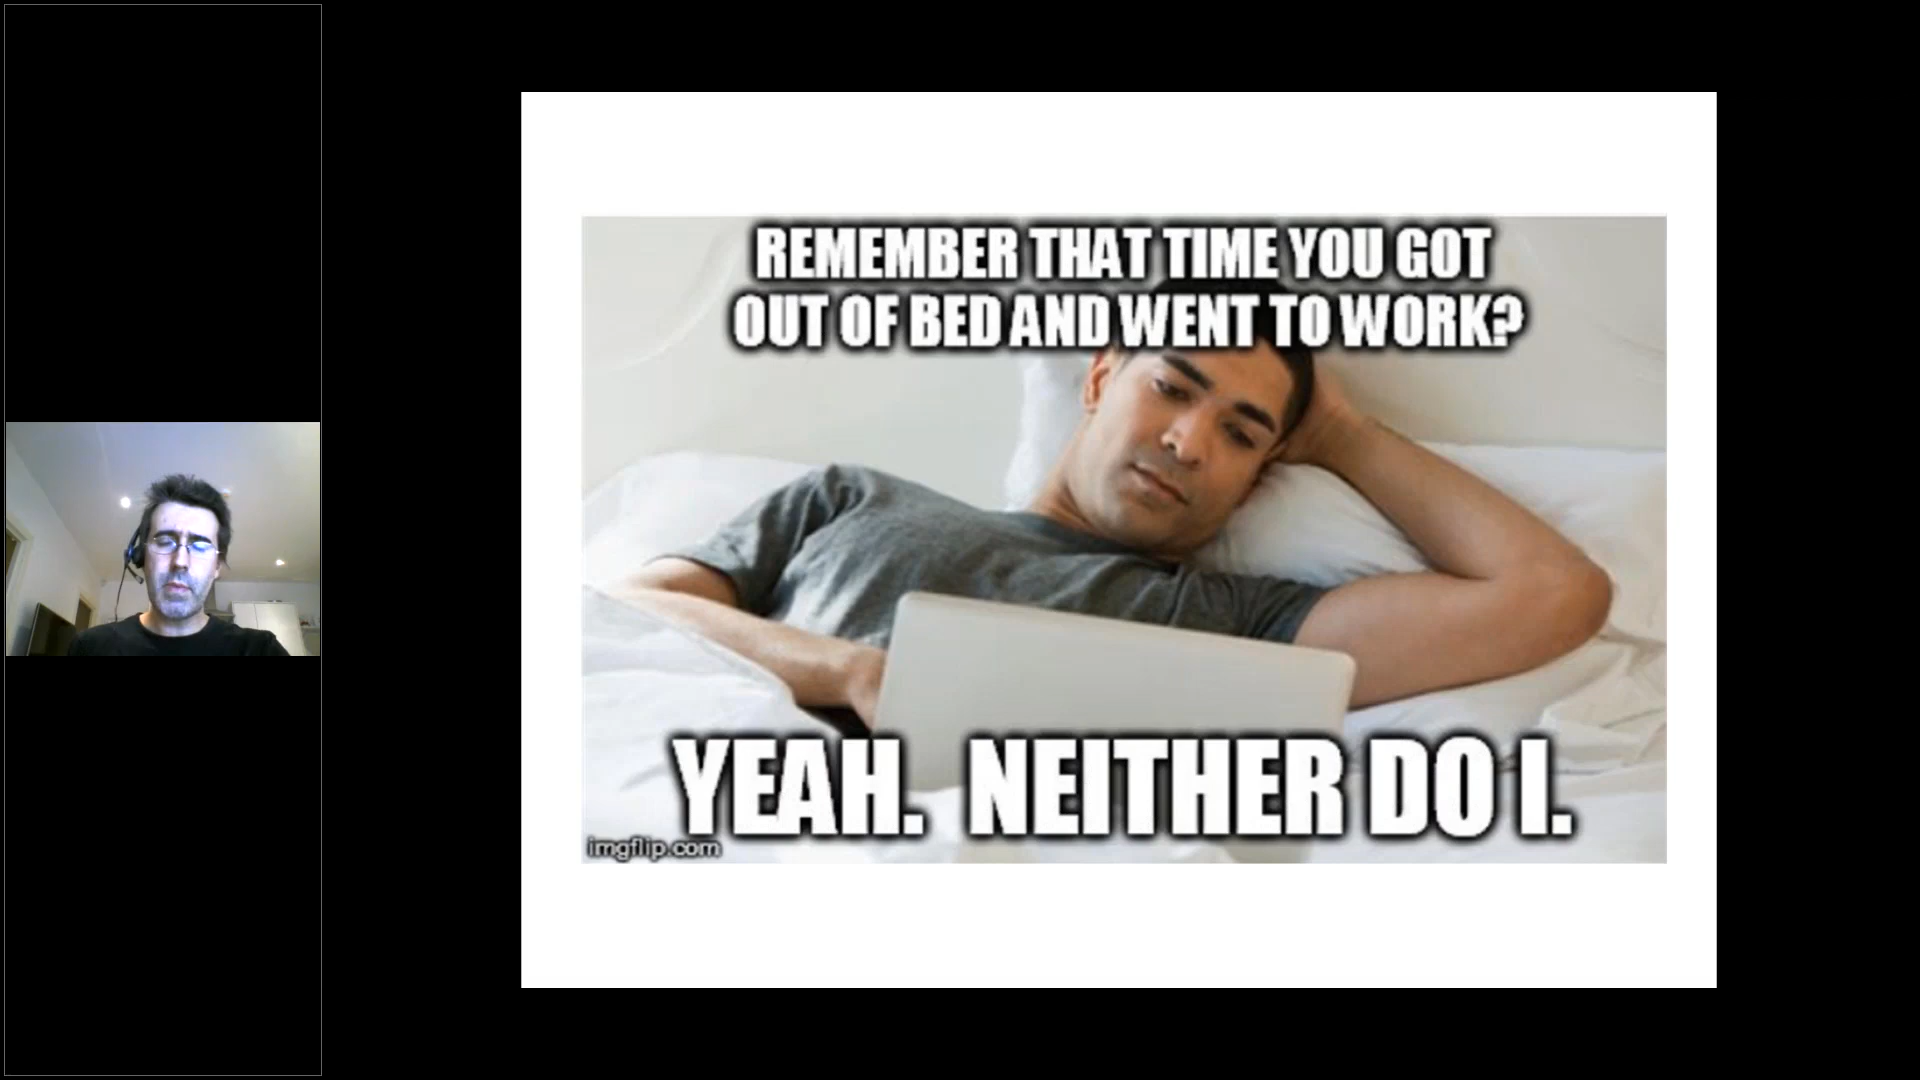 REMEMBER THAT TIME YOU GOT
OUT OF BED AND WENT TO WORK?
YEAH. NEITHER DO I.
imgflip.com